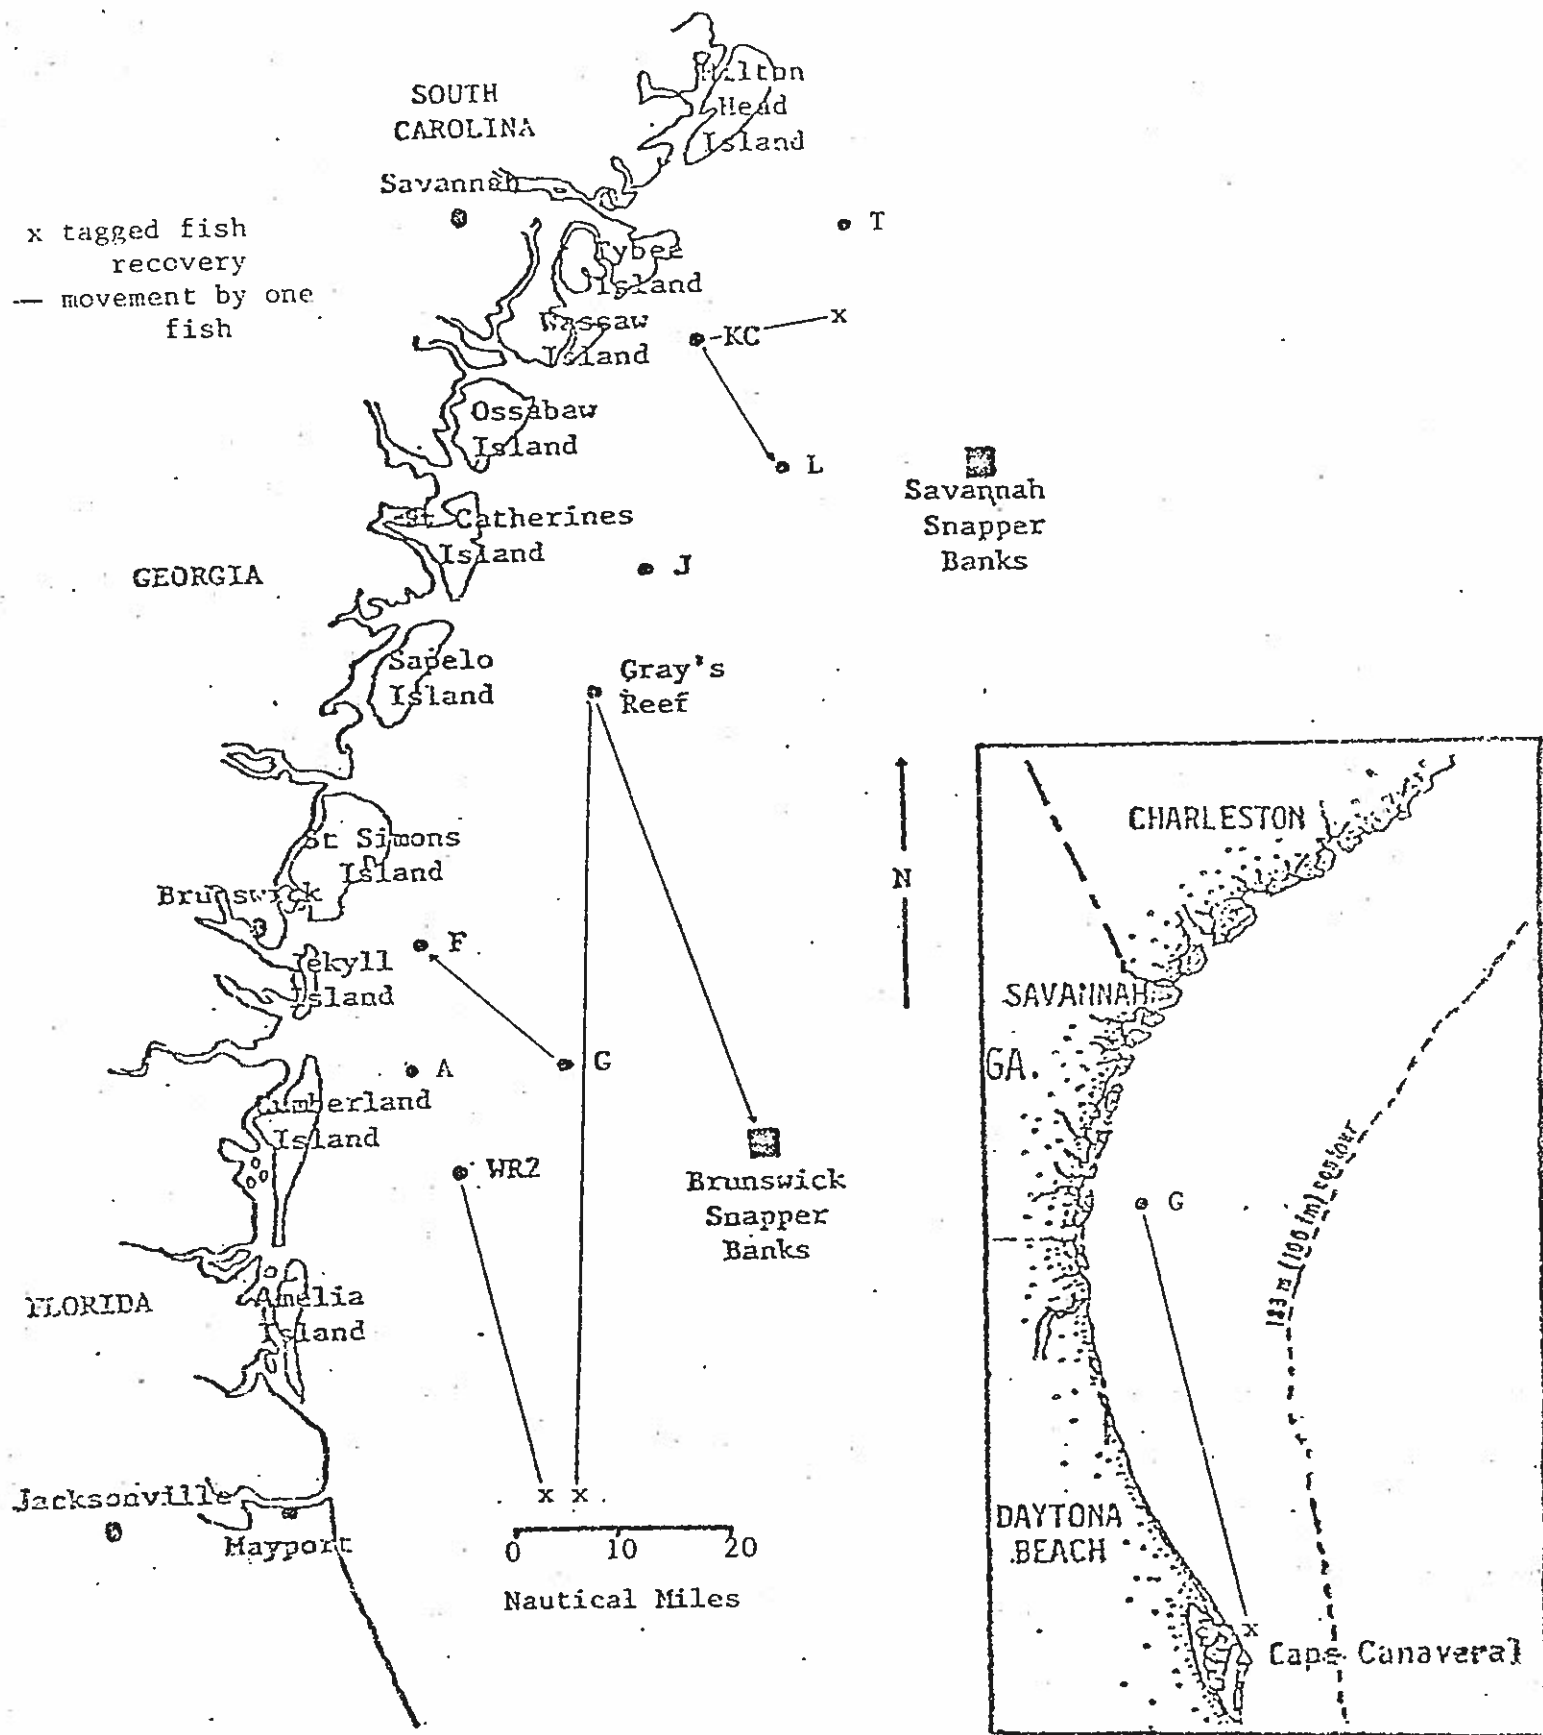 SOUTH
CAROLINA
Hilton
Head
Island
Savannah
x tagged fish
recovery
— movement by one
fish
T
Tybee
Island
x
Wassaw
Island
KC
Ossabaw
Island
L
Savannah
Snapper
Banks
St Catherines
Island
J
GEORGIA
Sapelo
Island
Gray's
Reef
St Simons
Island
Brunswick
F
Jekyll
Island
N
G
A
Cumberland
Island
WR2
Brunswick
Snapper
Banks
FLORIDA
Amelia
Island
Jacksonville
Mayport
x x
0 10 20
Nautical Miles
CHARLESTON
SAVANNAH
GA.
183 m (100 fm) contour
G
DAYTONA
BEACH
x
Cape Canaveral